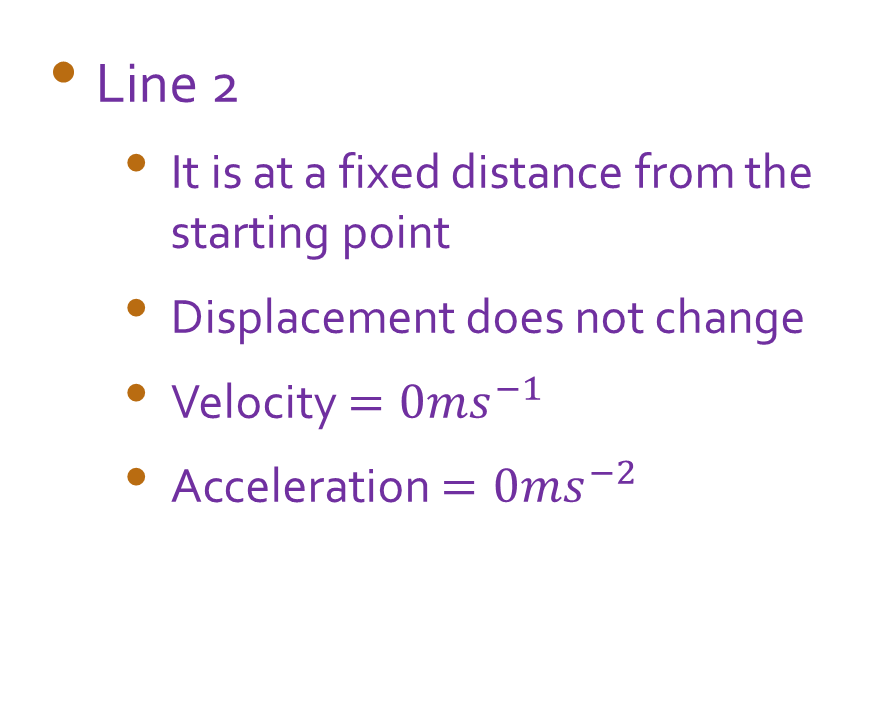 • Line 2
• It is at a fixed distance from the
starting point
• Displacement does not change
• Velocity = 0ms⁻¹
• Acceleration = 0ms⁻²